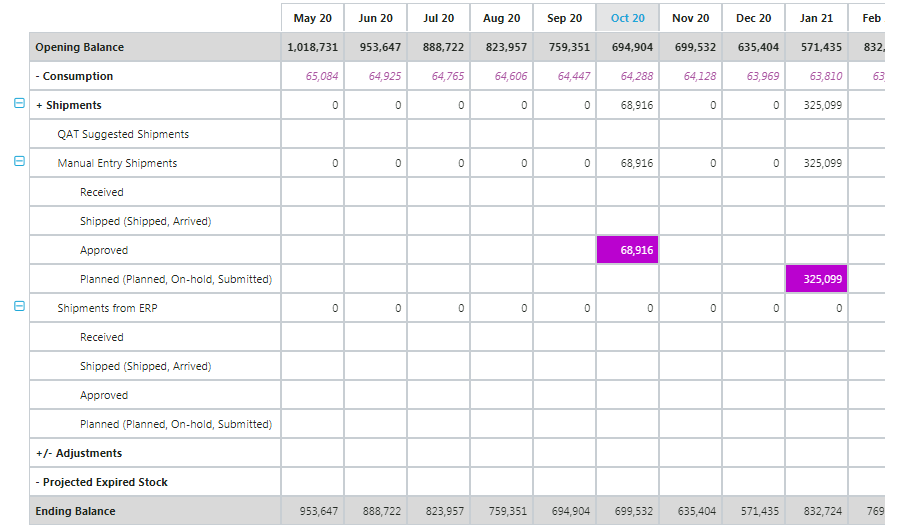 May 20 Jun 20 Jul 20 Aug 20 Sep 20 Oct 20 Nov 20 Dec 20 Jan 21 Feb
Opening Balance 1,018,731 953,647 888,722 823,957 759,351 694,904 699,532 635,404 571,435 832,
- Consumption 65,084 64,925 64,765 64,606 64,447 64,288 64,128 63,969 63,810 63
+ Shipments 0 0 0 0 0 68,916 0 0 325,099
QAT Suggested Shipments
Manual Entry Shipments 0 0 0 0 0 68,916 0 0 325,099
Received
Shipped (Shipped, Arrived)
Approved 68,916
Planned (Planned, On-hold, Submitted) 325,099
Shipments from ERP 0 0 0 0 0 0 0 0 0
Received
Shipped (Shipped, Arrived)
Approved
Planned (Planned, On-hold, Submitted)
+/- Adjustments
- Projected Expired Stock
Ending Balance 953,647 888,722 823,957 759,351 694,904 699,532 635,404 571,435 832,724 769